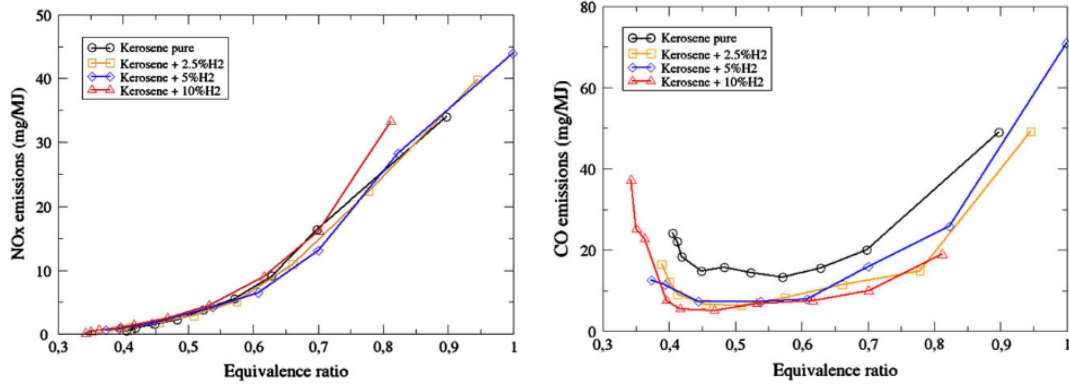 50
40
30
20
10
0
NOx emissions (mg/MJ)
Kerosene pure
Kerosene + 2.5%H2
Kerosene + 5%H2
Kerosene + 10%H2
0,3 0,4 0,5 0,6 0,7 0,8 0,9 1
Equivalence ratio
80
60
40
20
0
CO emissions (mg/MJ)
Kerosene pure
Kerosene + 2.5%H2
Kerosene + 5%H2
Kerosene + 10%H2
0,3 0,4 0,5 0,6 0,7 0,8 0,9 1
Equivalence ratio